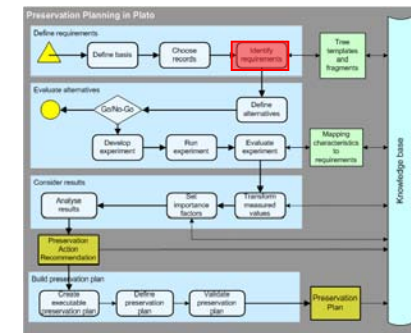 Preservation Planning in Plato
Define requirements
Define basis
Choose
records
Identify
requirements
Tree
templates
and
fragments
Evaluate alternatives
Go/No-Go
Define
alternatives
Develop
experiment
Run
experiment
Evaluate
experiment
Mapping
characteristics
to
requirements
Knowledge base
Consider results
Analyse
results
Set
importance
factors
Transform
measured
values
Preservation
Action
Recommendation
Build preservation plan
Create
executable
preservation plan
Define
preservation
plan
Validate
preservation
plan
Preservation
Plan